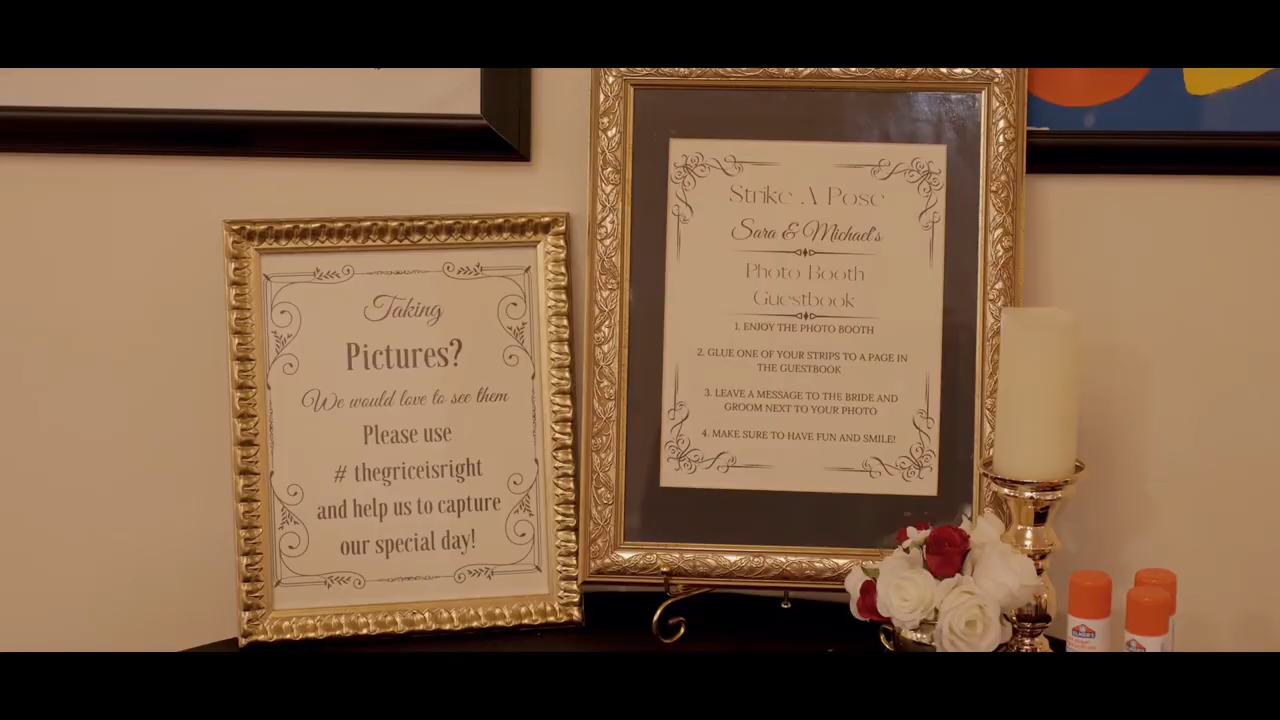 Taking
Pictures?
We would love to see them
Please use
# thegriceisright
and help us to capture
our special day!
Strike A Pose
Sara & Michael's
Photo Booth
Guestbook
1. ENJOY THE PHOTO BOOTH
2. GLUE ONE OF YOUR STRIPS TO A PAGE IN
THE GUESTBOOK
3. LEAVE A MESSAGE TO THE BRIDE AND
GROOM NEXT TO YOUR PHOTO
4. MAKE SURE TO HAVE FUN AND SMILE!
ELMER'S